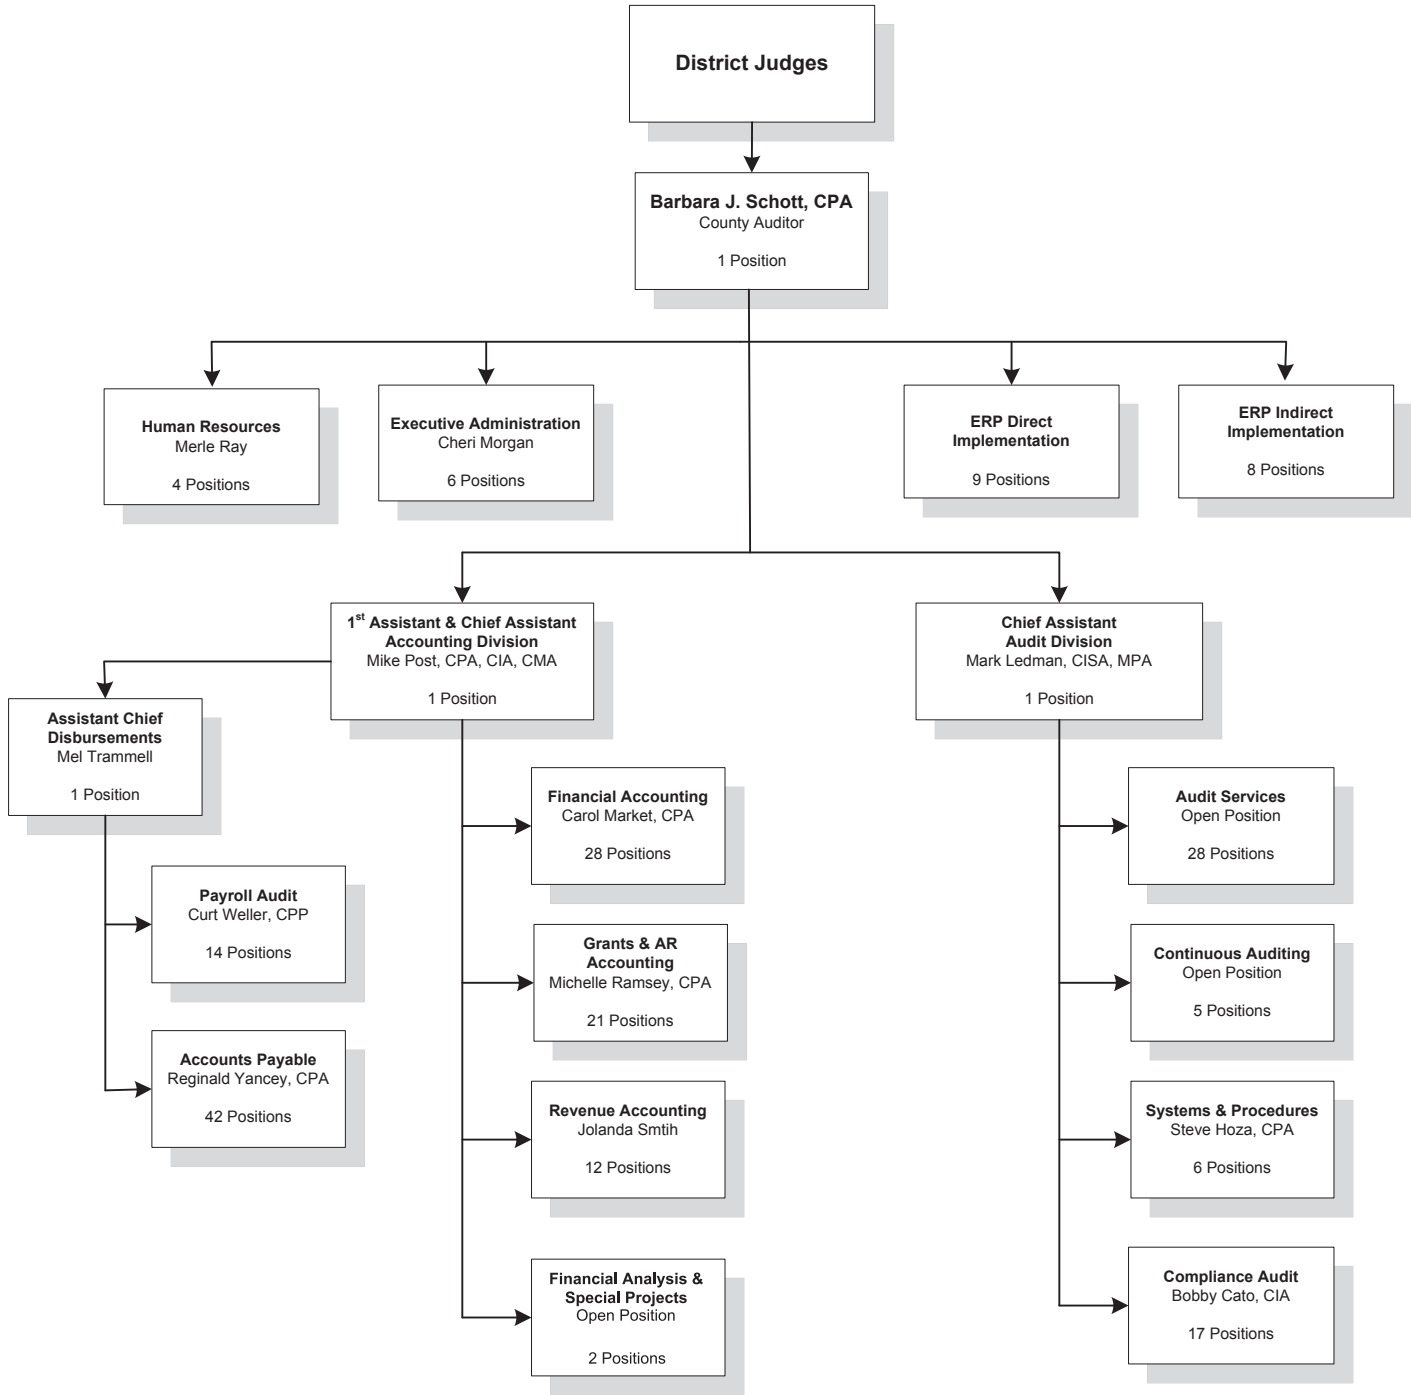 District Judges
Barbara J. Schott, CPA
County Auditor
1 Position
Human Resources
Merle Ray
4 Positions
Executive Administration
Cheri Morgan
6 Positions
ERP Direct
Implementation
9 Positions
ERP Indirect
Implementation
8 Positions
1st Assistant & Chief Assistant
Accounting Division
Mike Post, CPA, CIA, CMA
1 Position
Chief Assistant
Audit Division
Mark Ledman, CISA, MPA
1 Position
Assistant Chief
Disbursements
Mel Trammell
1 Position
Payroll Audit
Curt Weller, CPP
14 Positions
Accounts Payable
Reginald Yancey, CPA
42 Positions
Financial Accounting
Carol Market, CPA
28 Positions
Grants & AR
Accounting
Michelle Ramsey, CPA
21 Positions
Revenue Accounting
Jolanda Smtih
12 Positions
Financial Analysis &
Special Projects
Open Position
2 Positions
Audit Services
Open Position
28 Positions
Continuous Auditing
Open Position
5 Positions
Systems & Procedures
Steve Hoza, CPA
6 Positions
Compliance Audit
Bobby Cato, CIA
17 Positions